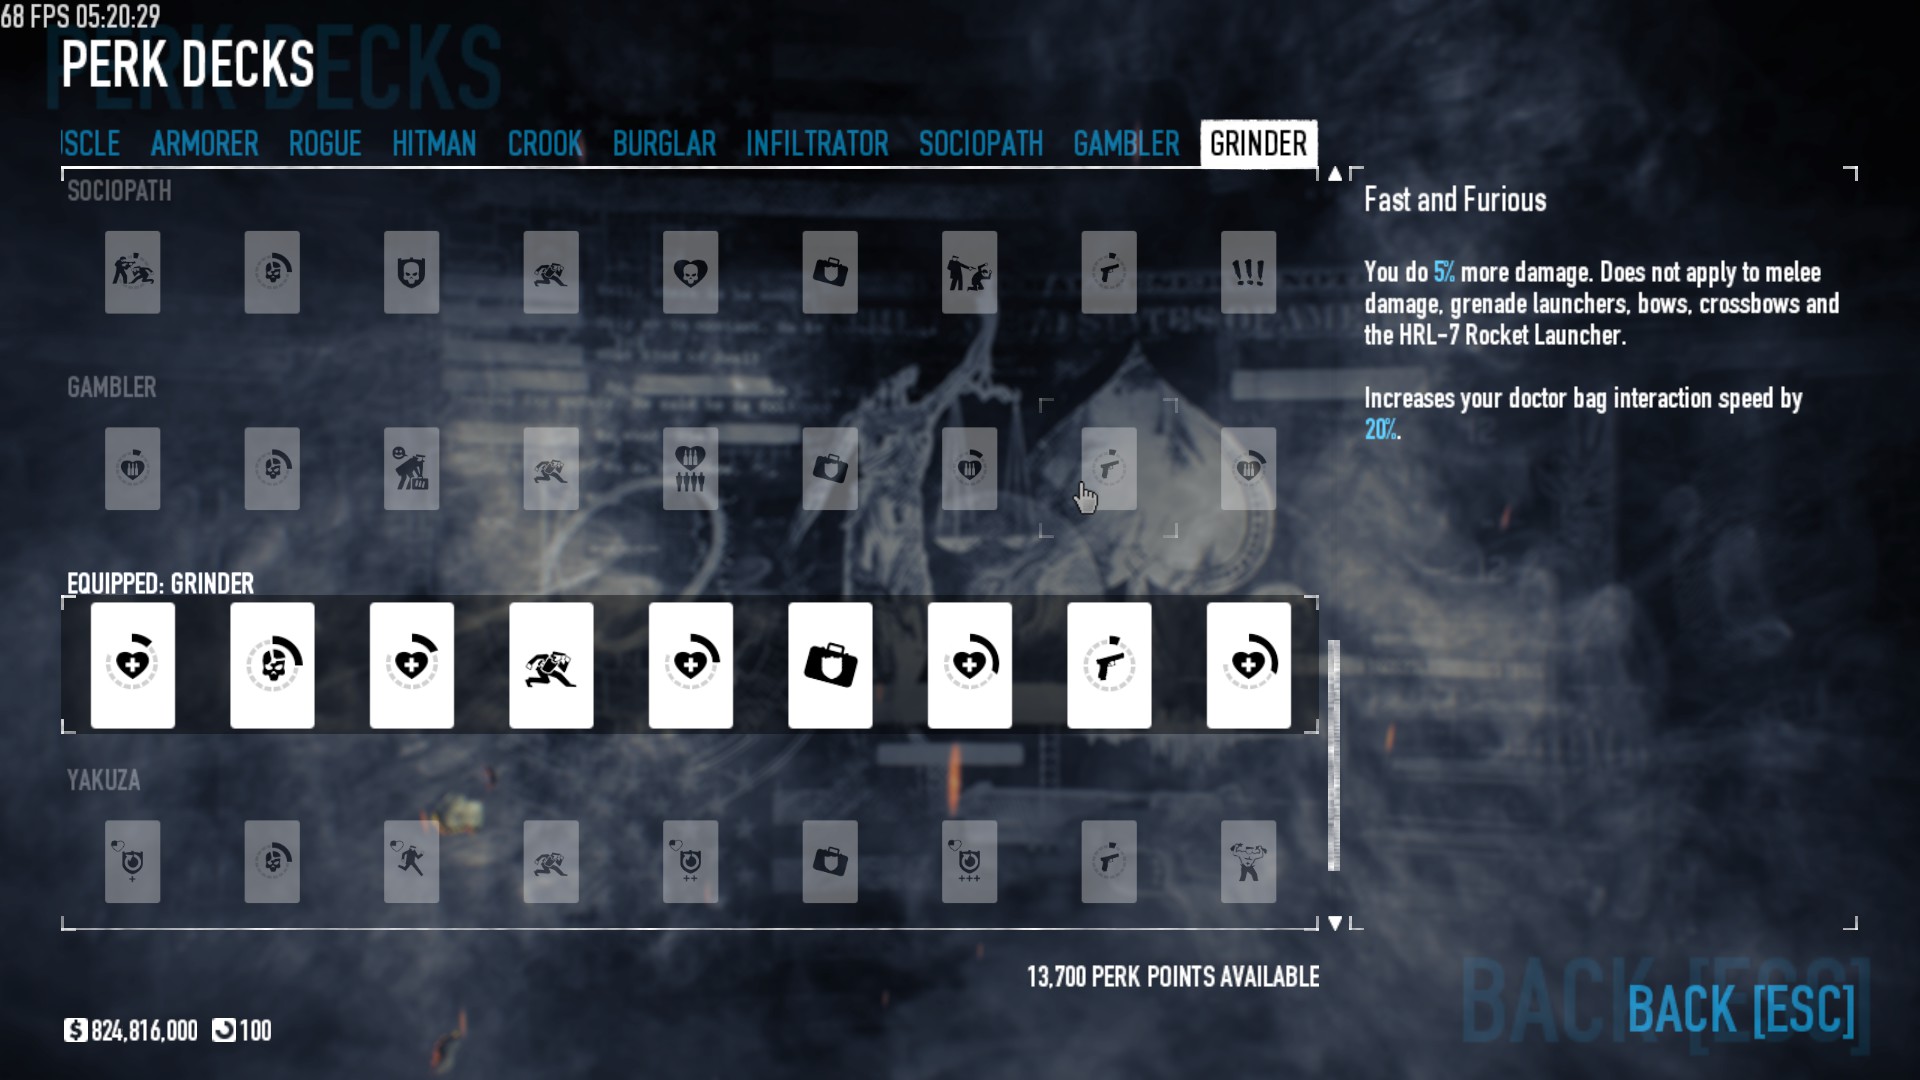 68 FPS 05:20:29
PERK DECKS
USCLE ARMORER ROGUE HITMAN CROOK BURGLAR INFILTRATOR SOCIOPATH GAMBLER GRINDER
SOCIOPATH
GAMBLER
EQUIPPED: GRINDER
YAKUZA
Fast and Furious
You do 5% more damage. Does not apply to melee
damage, grenade launchers, bows, crossbows and
the HRL-7 Rocket Launcher.
Increases your doctor bag interaction speed by
20%.
13,700 PERK POINTS AVAILABLE
$ 824,816,000 100
BACK [ESC]